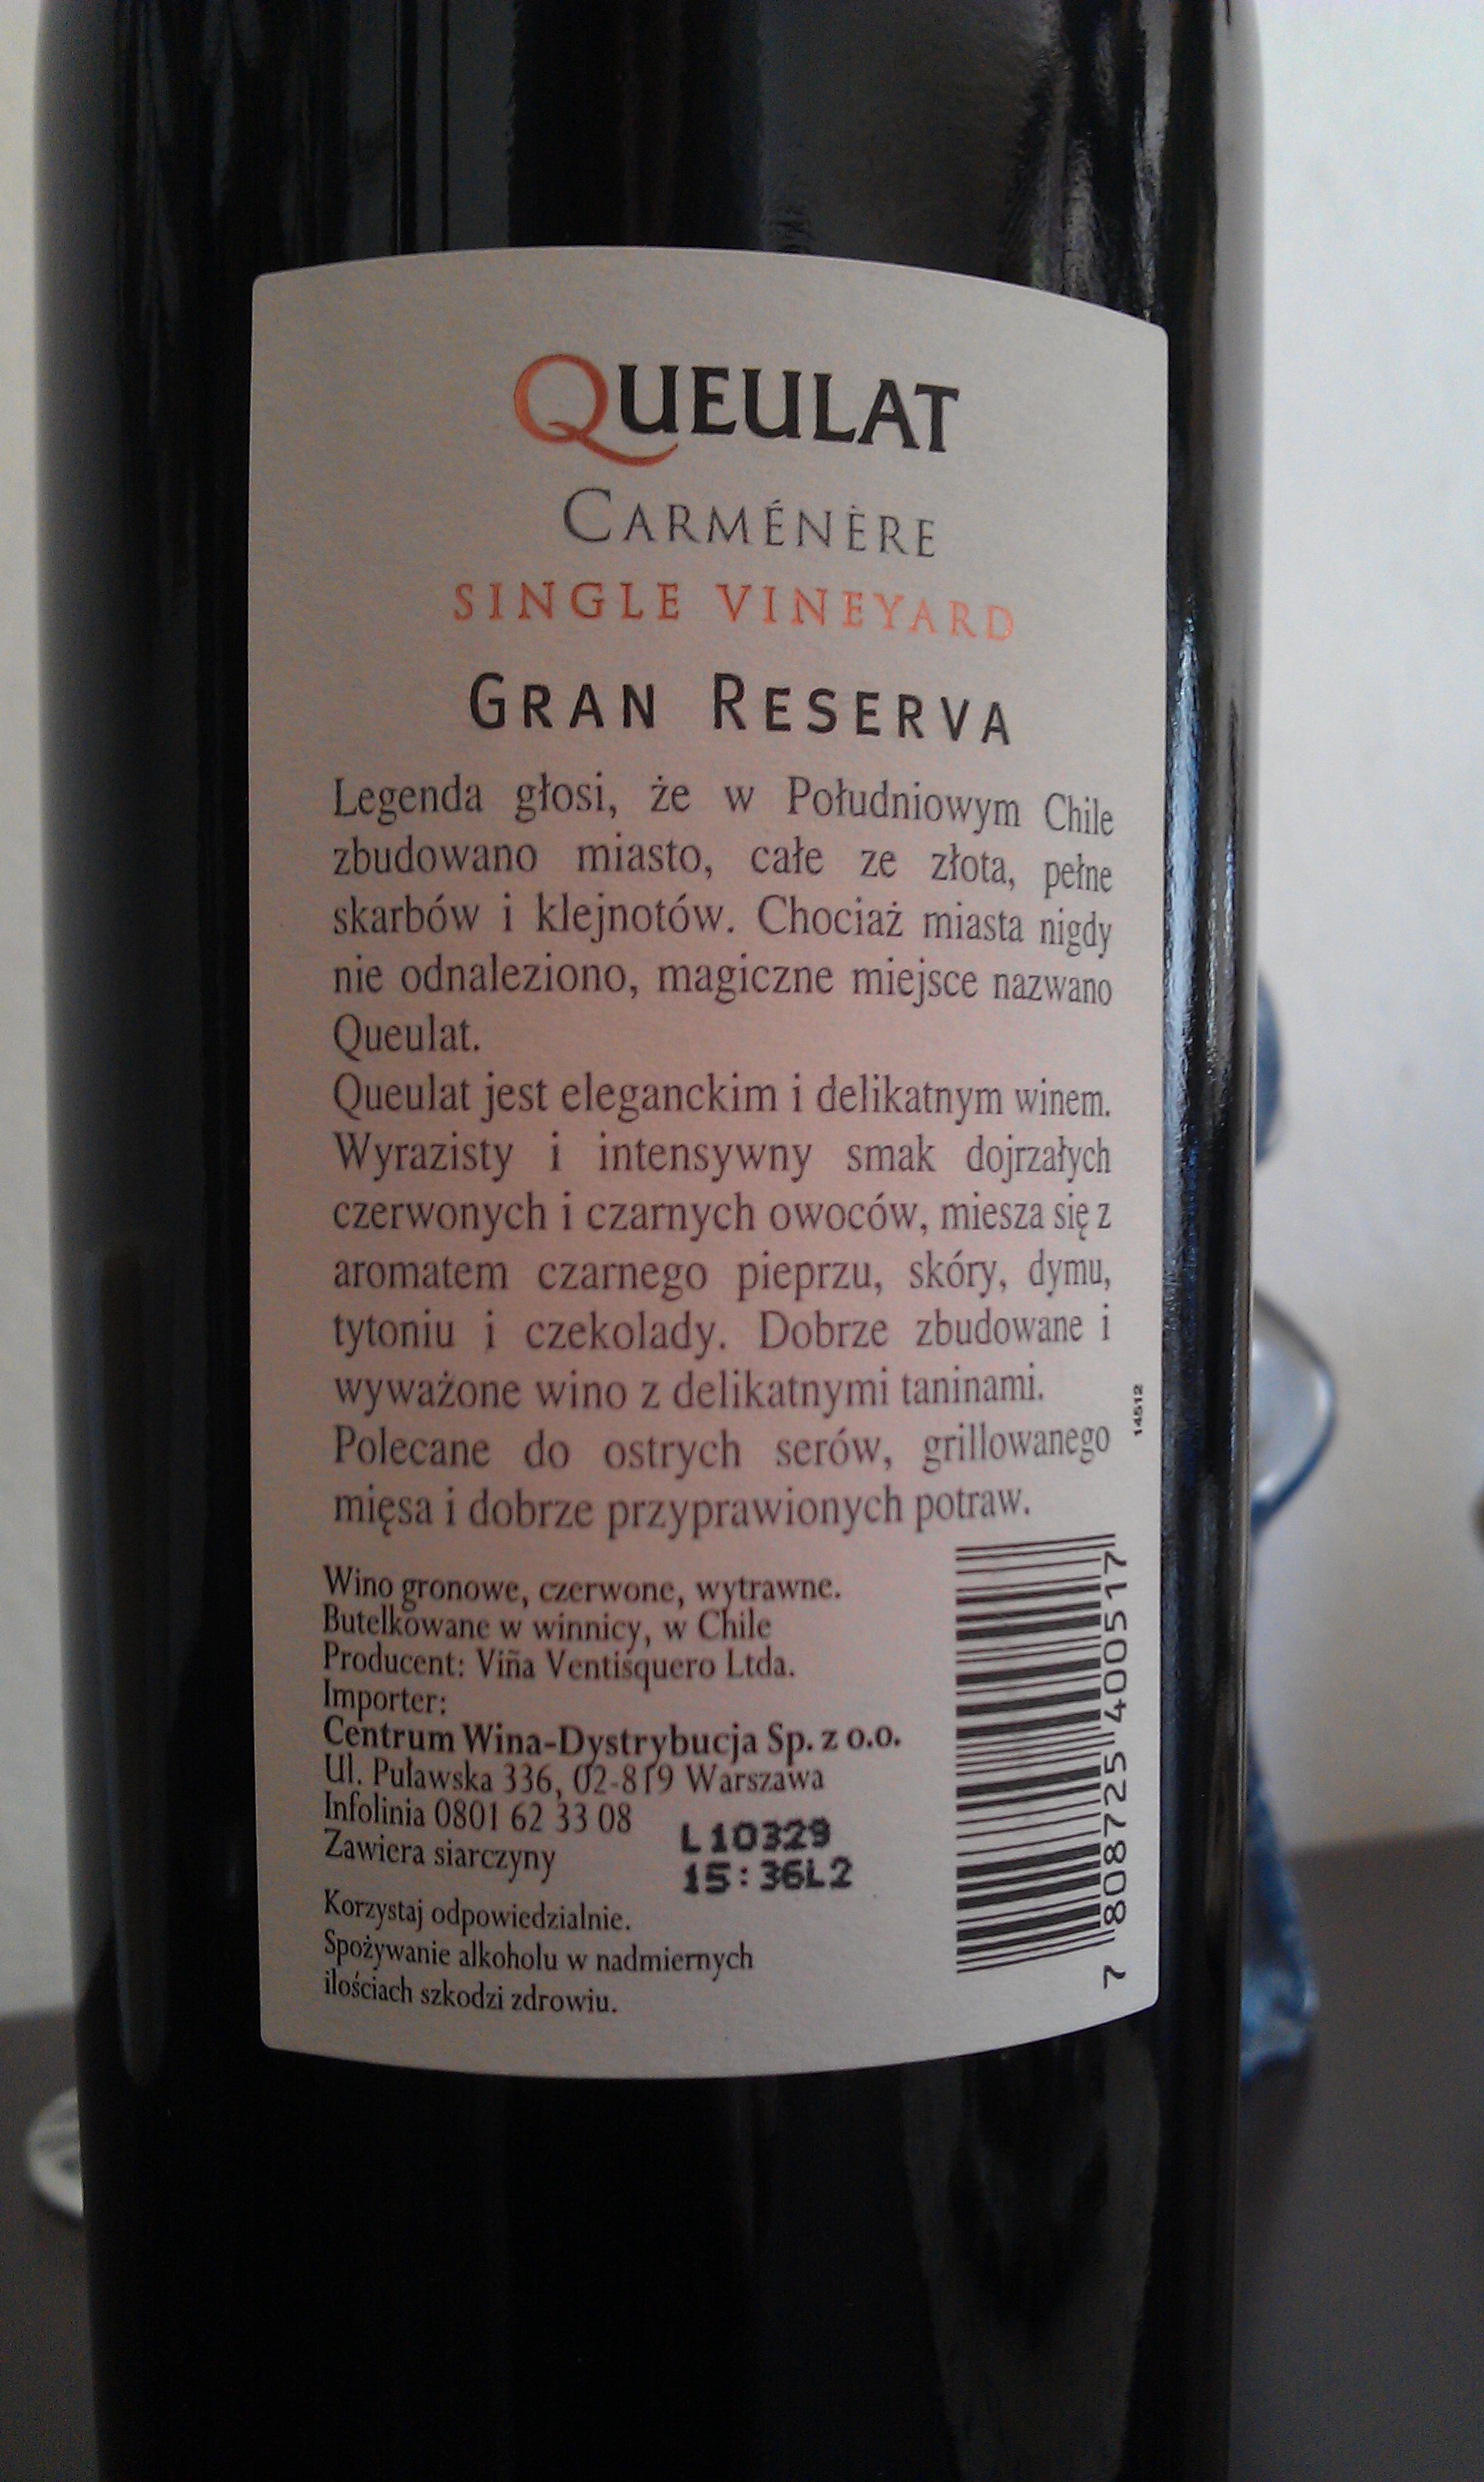 QUEULAT
CARMÉNÈRE
SINGLE VINEYARD
GRAN RESERVA
Legenda głosi, że w Południowym Chile
zbudowano miasto, całe ze złota, pełne
skarbów i klejnotów. Chociaż miasta nigdy
nie odnaleziono, magiczne miejsce nazwano
Queulat.
Queulat jest eleganckim i delikatnym winem.
Wyrazisty i intensywny smak dojrzałych
czerwonych i czarnych owoców, miesza się z
aromatem czarnego pieprzu, skóry, dymu,
tytoniu i czekolady. Dobrze zbudowane i
wyważone wino z delikatnymi taninami.
Polecane do ostrych serów, grillowanego
mięsa i dobrze przyprawionych potraw.
14512
Wino gronowe, czerwone, wytrawne.
Butelkowane w winnicy, w Chile
Producent: Viña Ventisquero Ltda.
Importer:
Centrum Wina-Dystrybucja Sp. z o.o.
Ul. Puławska 336, 02-819 Warszawa
Infolinia 0801 62 33 08
Zawiera siarczyny
L10329
15:36L2
Korzystaj odpowiedzialnie.
Spożywanie alkoholu w nadmiernych
ilościach szkodzi zdrowiu.
7 808725 400517